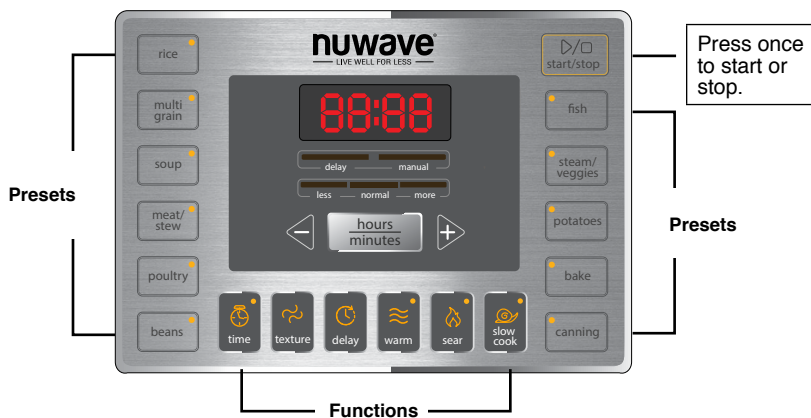 nuwave®
LIVE WELL FOR LESS
rice
multi
grain
soup
meat/
stew
poultry
beans
Presets
88:88
delay
manual
less
normal
more
hours
minutes
−
+
time
texture
delay
warm
sear
slow
cook
Functions
start/stop
Press once
to start or
stop.
fish
steam/
veggies
potatoes
bake
canning
Presets